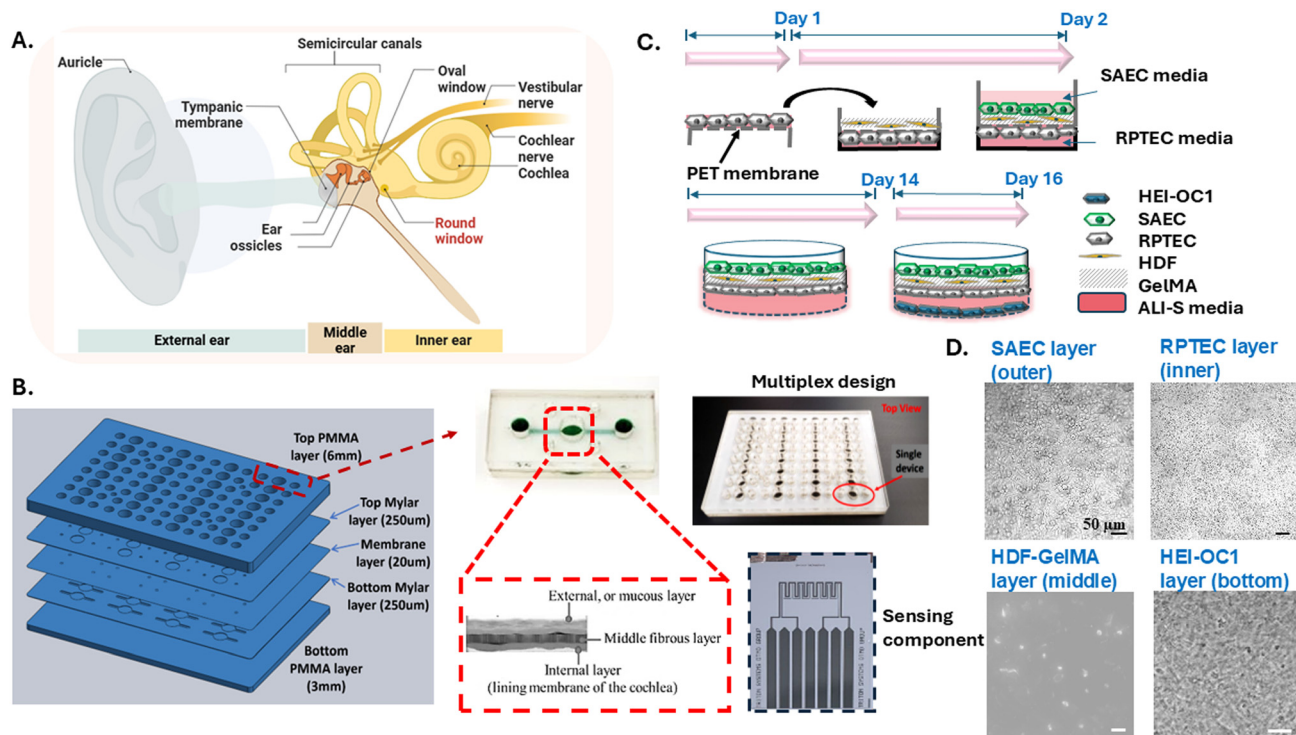 A.
Semicircular canals
Auricle
Oval
window
Vestibular
nerve
Tympanic
membrane
Cochlear
nerve
Cochlea
Ear
ossicles
Round
window
External ear
Middle
ear
Inner ear
B.
Top PMMA
layer (6mm)
Top Mylar
layer (250um)
Membrane
layer (20um)
Bottom Mylar
layer (250um)
Bottom
PMMA layer
(3mm)
Multiplex design
Top View
Single
device
External, or mucous layer
Middle fibrous layer
Internal layer
(lining membrane of the cochlea)
Sensing
component
C.
Day 1
Day 2
SAEC media
RPTEC media
PET membrane
Day 14
Day 16
HEI-OC1
SAEC
RPTEC
HDF
GelMA
ALI-S media
D.
SAEC layer
(outer)
RPTEC layer
(inner)
50 µm
HDF-GelMA
layer (middle)
HEI-OC1
layer (bottom)